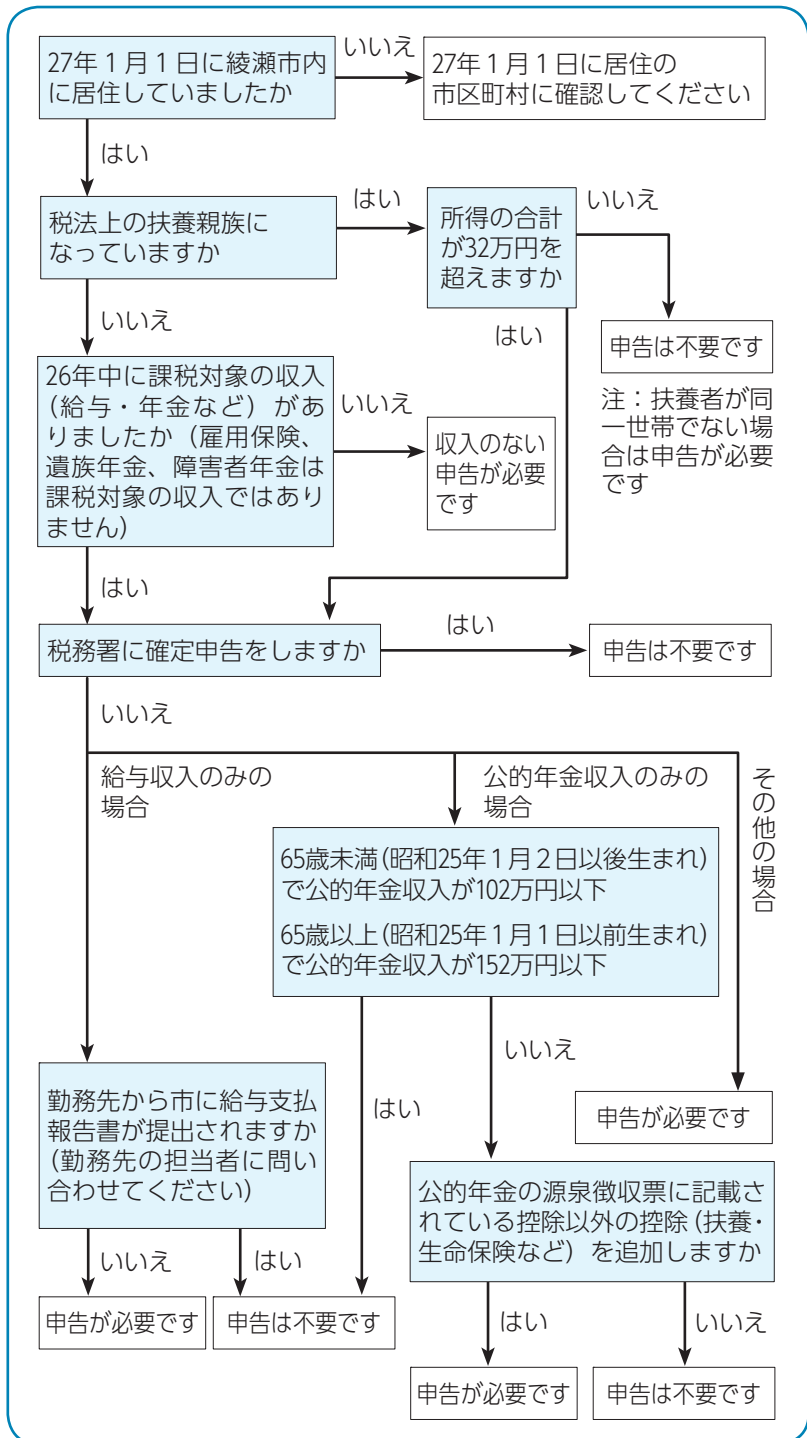 27年１月１日に綾瀬市内
に居住していましたか
いいえ
27年１月１日に居住の
市区町村に確認してください
はい
税法上の扶養親族に
なっていますか
はい
所得の合計
が32万円を
超えますか
いいえ
申告は不要です
注：扶養者が同
一世帯でない場
合は申告が必要
です
はい
いいえ
26年中に課税対象の収入
（給与・年金など）があ
りましたか（雇用保険、
遺族年金、障害者年金は
課税対象の収入ではあり
ません）
いいえ
収入のない
申告が必要
です
はい
税務署に確定申告をしますか
はい
申告は不要です
いいえ
給与収入のみの
場合
公的年金収入のみの
場合
その他の場合
65歳未満（昭和25年１月２日以後生まれ）
で公的年金収入が102万円以下
65歳以上（昭和25年１月１日以前生まれ）
で公的年金収入が152万円以下
はい
いいえ
申告が必要です
勤務先から市に給与支払
報告書が提出されますか
（勤務先の担当者に問い
合わせてください）
公的年金の源泉徴収票に記載さ
れている控除以外の控除（扶養・
生命保険など）を追加しますか
いいえ
はい
申告が必要です
申告は不要です
はい
いいえ
申告が必要です
申告は不要です